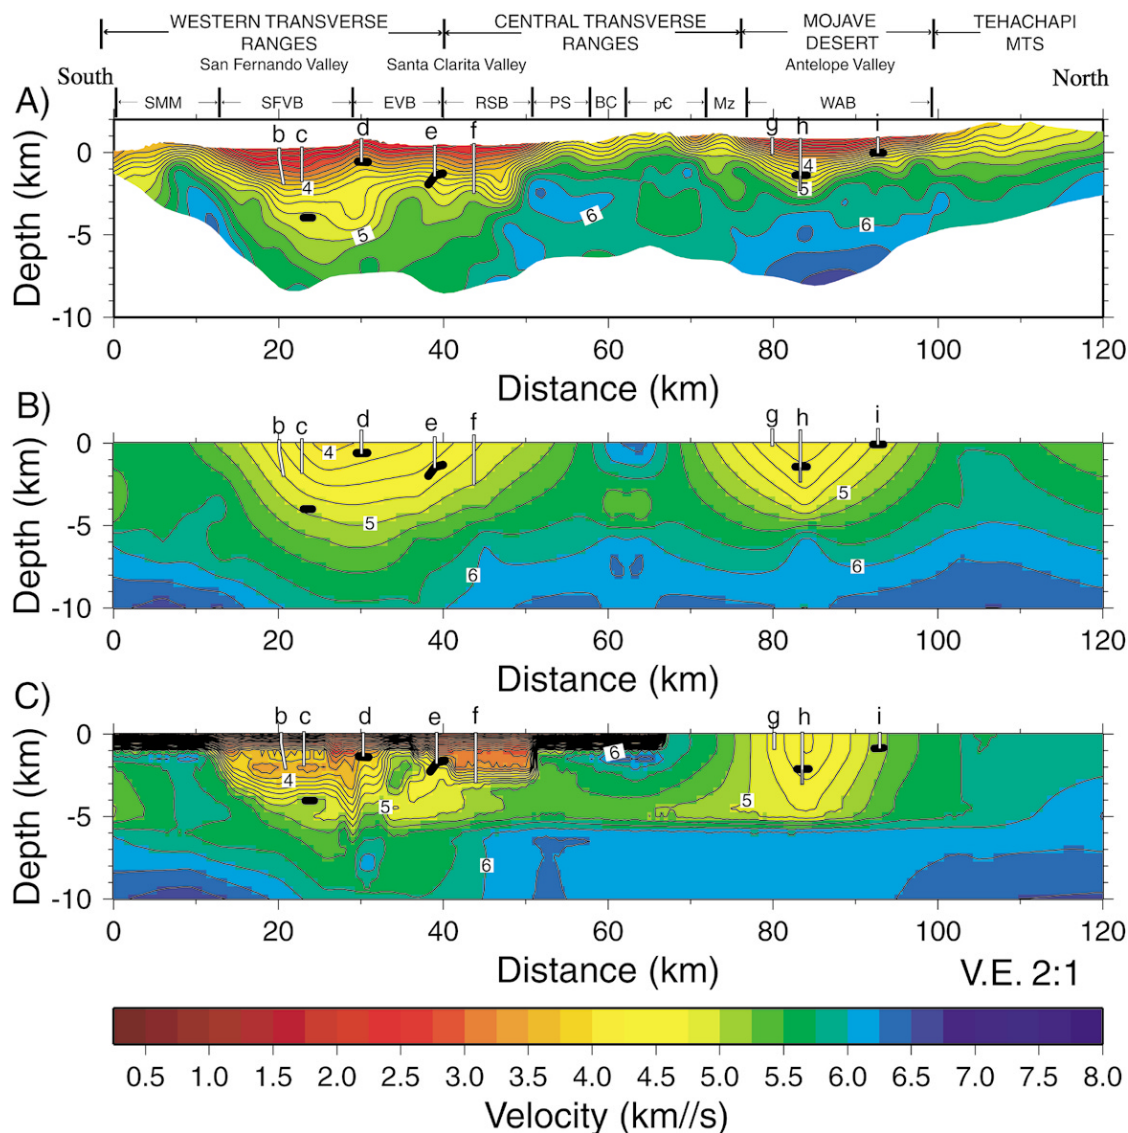 A)
WESTERN TRANSVERSE RANGES
CENTRAL TRANSVERSE RANGES
MOJAVE DESERT
TEHACHAPI MTS
San Fernando Valley
Santa Clarita Valley
Antelope Valley
South
North
SMM SFVB EVB RSB PS BC p€ Mz WAB
b c d e f g h i
4 5 6 4 5 6
Depth (km)
0 -5 -10
0 20 40 60 80 100 120
Distance (km)
B)
b c d e f g h i
4 5 6 5 6
Depth (km)
0 -5 -10
0 20 40 60 80 100 120
Distance (km)
C)
b c d e f g h i
4 5 6 6 5
Depth (km)
0 -5 -10
0 20 40 60 80 100 120
Distance (km)
V.E. 2:1
0.5 1.0 1.5 2.0 2.5 3.0 3.5 4.0 4.5 5.0 5.5 6.0 6.5 7.0 7.5 8.0
Velocity (km//s)